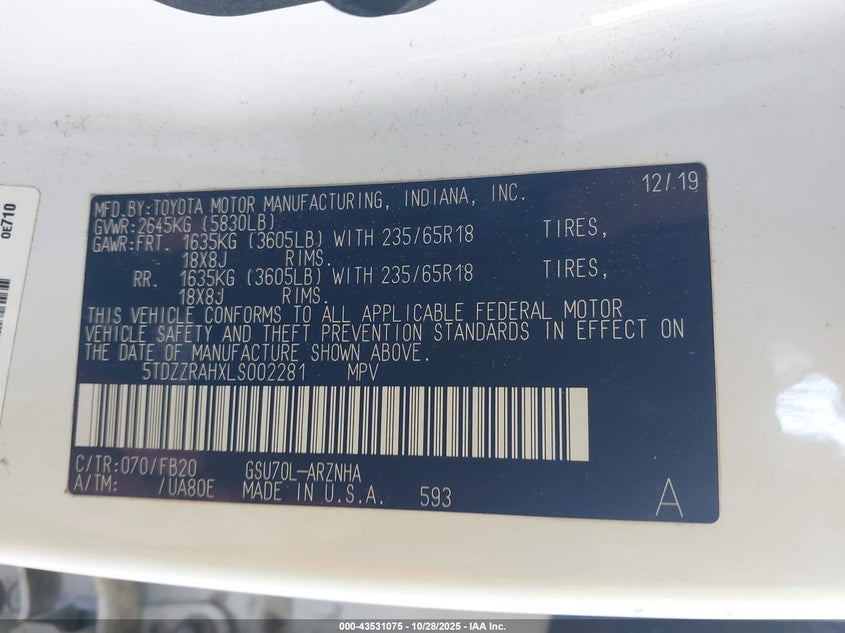 0E710
12/19
MFD.BY:TOYOTA MOTOR MANUFACTURING, INDIANA, INC.
GVWR:2645KG (5830LB)
GAWR:FRT. 1635KG (3605LB) WITH 235/65R18 TIRES,
18X8J RIMS.
RR. 1635KG (3605LB) WITH 235/65R18 TIRES,
18X8J RIMS.
THIS VEHICLE CONFORMS TO ALL APPLICABLE FEDERAL MOTOR
VEHICLE SAFETY AND THEFT PREVENTION STANDARDS IN EFFECT ON
THE DATE OF MANUFACTURE SHOWN ABOVE.
5TDZZRAHXLS002281 MPV
C/TR:070/FB20 GSU70L-ARZNHA
A/TM: /UA80E MADE IN U.S.A. 593 A
000-43531075 - 10/28/2025 - IAA Inc.